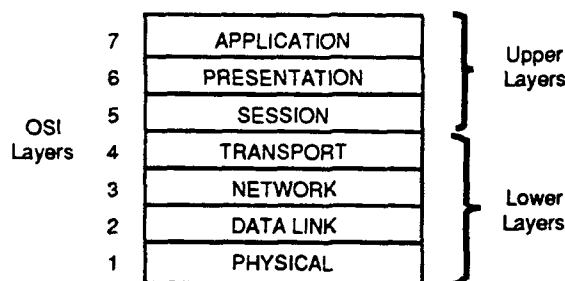 7 APPLICATION
6 PRESENTATION
5 SESSION
4 TRANSPORT
3 NETWORK
2 DATA LINK
1 PHYSICAL
OSI
Layers
Upper
Layers
Lower
Layers